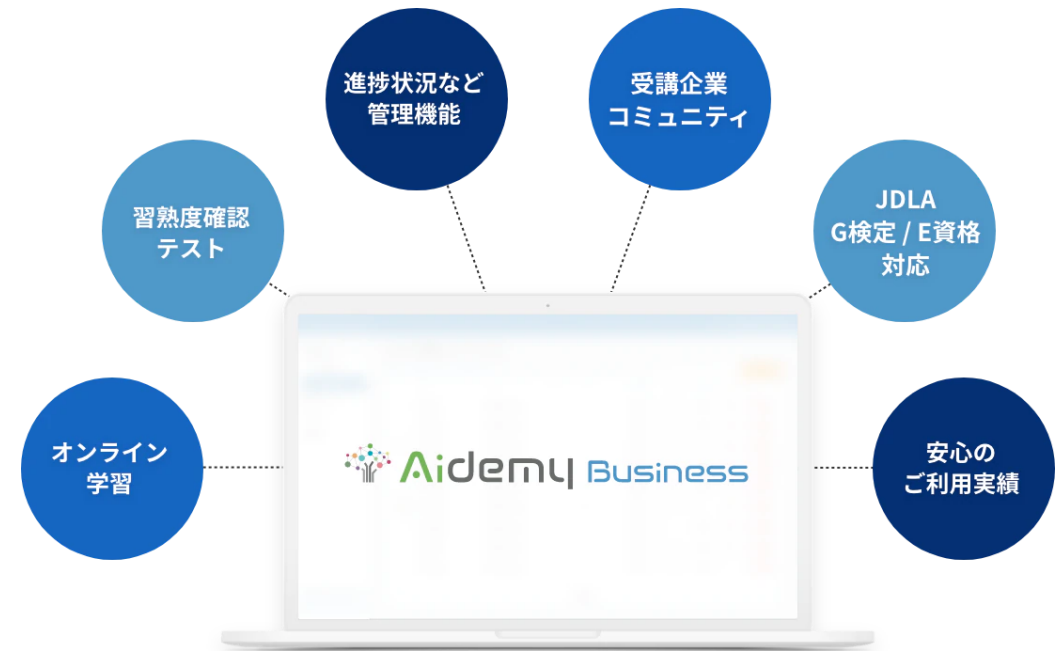 進捗状況など
管理機能
受講企業
コミュニティ
習熟度確認
テスト
JDLA
G検定 / E資格
対応
オンライン
学習
Aidemy Business
安心の
ご利用実績